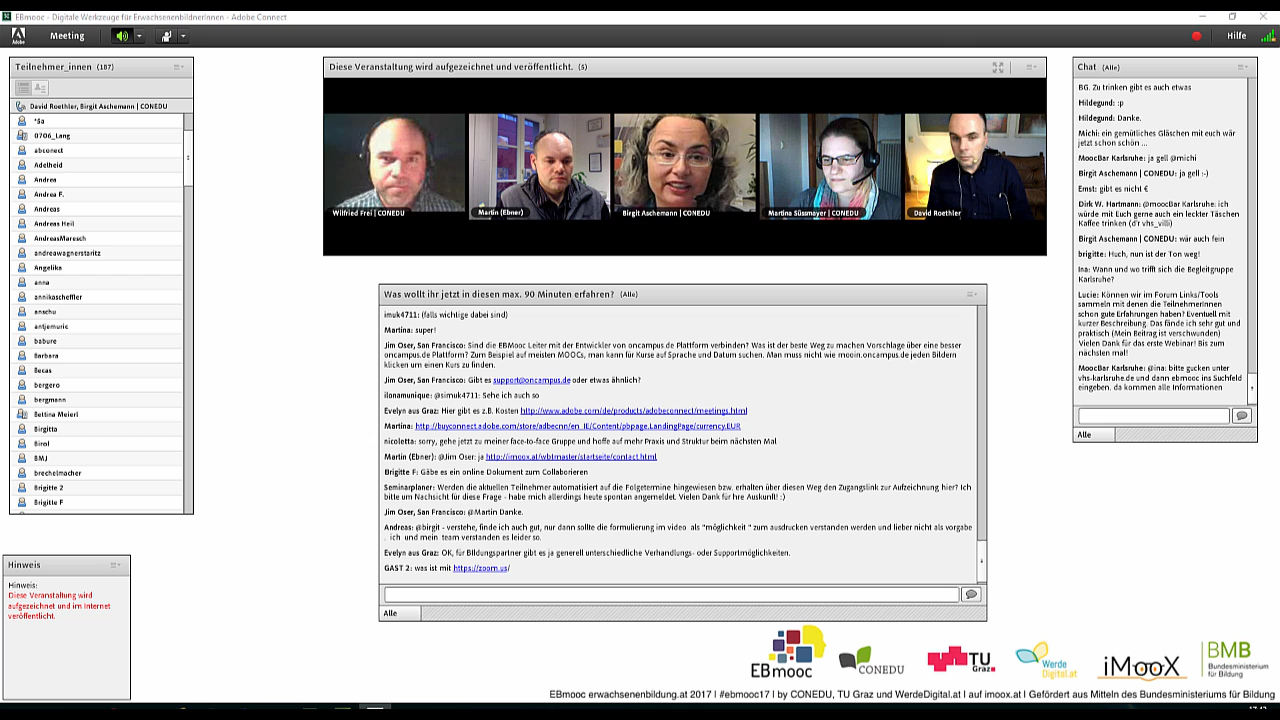 EBmooc - Digitale Werkzeuge für ErwachsenenbildnerInnen - Adobe Connect
Adobe
Meeting
Hilfe
Teilnehmer_innen (187)
David Roethler, Birgit Aschemann | CONEDU
*Sa
0706_Lang
abconect
Adelheid
Andrea
Andrea F.
Andreas
Andreas Heil
AndreasMaresch
andreawagnerstaritz
Angelika
anna
annikascheffler
anschu
antjemuric
babure
Barbara
Becas
bergero
bergmann
Bettina Meierl
Birgitta
Birol
BMJ
brechelmacher
Brigitte 2
Brigitte F
Hinweis
Hinweis:
Diese Veranstaltung wird
aufgezeichnet und im Internet
veröffentlicht.
Diese Veranstaltung wird aufgezeichnet und veröffentlicht. (5)
Wilfried Frei | CONEDU
Martin (Ebner)
Birgit Aschemann | CONEDU
Martina Süssmayer | CONEDU
David Roethler
Was wollt ihr jetzt in diesen max. 90 Minuten erfahren? (Alle)
imuk4711: (falls wichtige dabei sind)
Martina: super!
Jim Oser, San Francisco: Sind die EBMooc Leiter mit der Entwickler von oncampus.de Plattform verbinden? Was ist der beste Weg zu machen Vorschläge über eine besser
oncampus.de Plattform? Zum Beispiel auf meisten MOOCs, man kann für Kurse auf Sprache und Datum suchen. Man muss nicht wie mooin.oncampus.de jeden Bildern
klicken um einen Kurs zu finden.
Jim Oser, San Francisco: Gibt es support@oncampus.de oder etwas ähnlich?
ilonamunique: @simuk4711: Sehe ich auch so
Evelyn aus Graz: Hier gibt es z.B. Kosten http://www.adobe.com/de/products/adobeconnect/meetings.html
Martina: http://buyconnect.adobe.com/store/adbecnn/en_IE/Content/pbpage.LandingPage/currency.EUR
nicoletta: sorry, gehe jetzt zu meiner face-to-face Gruppe und hoffe auf mehr Praxis und Struktur beim nächsten Mal
Martin (Ebner): @Jim Oser: ja http://imoox.at/wbtmaster/startseite/contact.html
Brigitte F: Gäbe es ein online Dokument zum Collaborieren
Seminarplaner: Werden die aktuellen Teilnehmer automatisiert auf die Folgetermine hingewiesen bzw. erhalten über diesen Weg den Zugangslink zur Aufzeichnung hier? Ich
bitte um Nachsicht für diese Frage - habe mich allerdings heute spontan angemeldet. Vielen Dank für Ihre Auskunft! :)
Jim Oser, San Francisco: @Martin Danke.
Andreas: @birgit - verstehe, finde ich auch gut, nur dann sollte die formulierung im video als "möglichkeit " zum ausdrucken verstanden werden und lieber nicht als vorgabe
. ich und mein team verstanden es leider so.
Evelyn aus Graz: OK, für Bildungspartner gibt es ja generell unterschiedliche Verhandlungs- oder Supportmöglichkeiten.
GAST 2: was ist mit https://zoom.us/
Alle
Chat (Alle)
BG. Zu trinken gibt es auch etwas
Hildegund: :p
Hildegund: Danke.
Michi: ein gemütliches Gläschen mit euch wär
jetzt schon schön ...
MoocBar Karlsruhe: ja gell @michi
Birgit Aschemann | CONEDU: ja gell :-)
Ernst: gibt es nicht €
Dirk W. Hartmann: @moocBar Karlsruhe: ich
würde mit Euch gerne auch ein leckter Täschen
Kaffee trinken (d'r vhs_villi)
Birgit Aschemann | CONEDU: wär auch fein
brigitte: Huch, nun ist der Ton weg!
Ina: Wann und wo trifft sich die Begleitgruppe
Karlsruhe?
Lucie: Können wir im Forum Links/Tools
sammeln mit denen die TeilnehmerInnen
schon gute Erfahrungen haben? Eventuell mit
kurzer Beschreibung. Das fände ich sehr gut und
praktisch (Mein Beitrag ist verschwunden)
Vielen Dank für das erste Webinar! Bis zum
nächsten mal!
MoocBar Karlsruhe: @ina: bitte gucken unter
vhs-karlsruhe.de und dann ebmooc ins Suchfeld
eingeben. da kommen alle Informationen
Alle
EBmooc
CONEDU
TU
Graz
Werde
Digital.at
iMooX
BMB
Bundesministerium
für Bildung
EBmooc erwachsenenbildung.at 2017 | #ebmooc17 | by CONEDU, TU Graz und WerdeDigital.at | auf imoox.at | Gefördert aus Mitteln des Bundesministeriums für Bildung